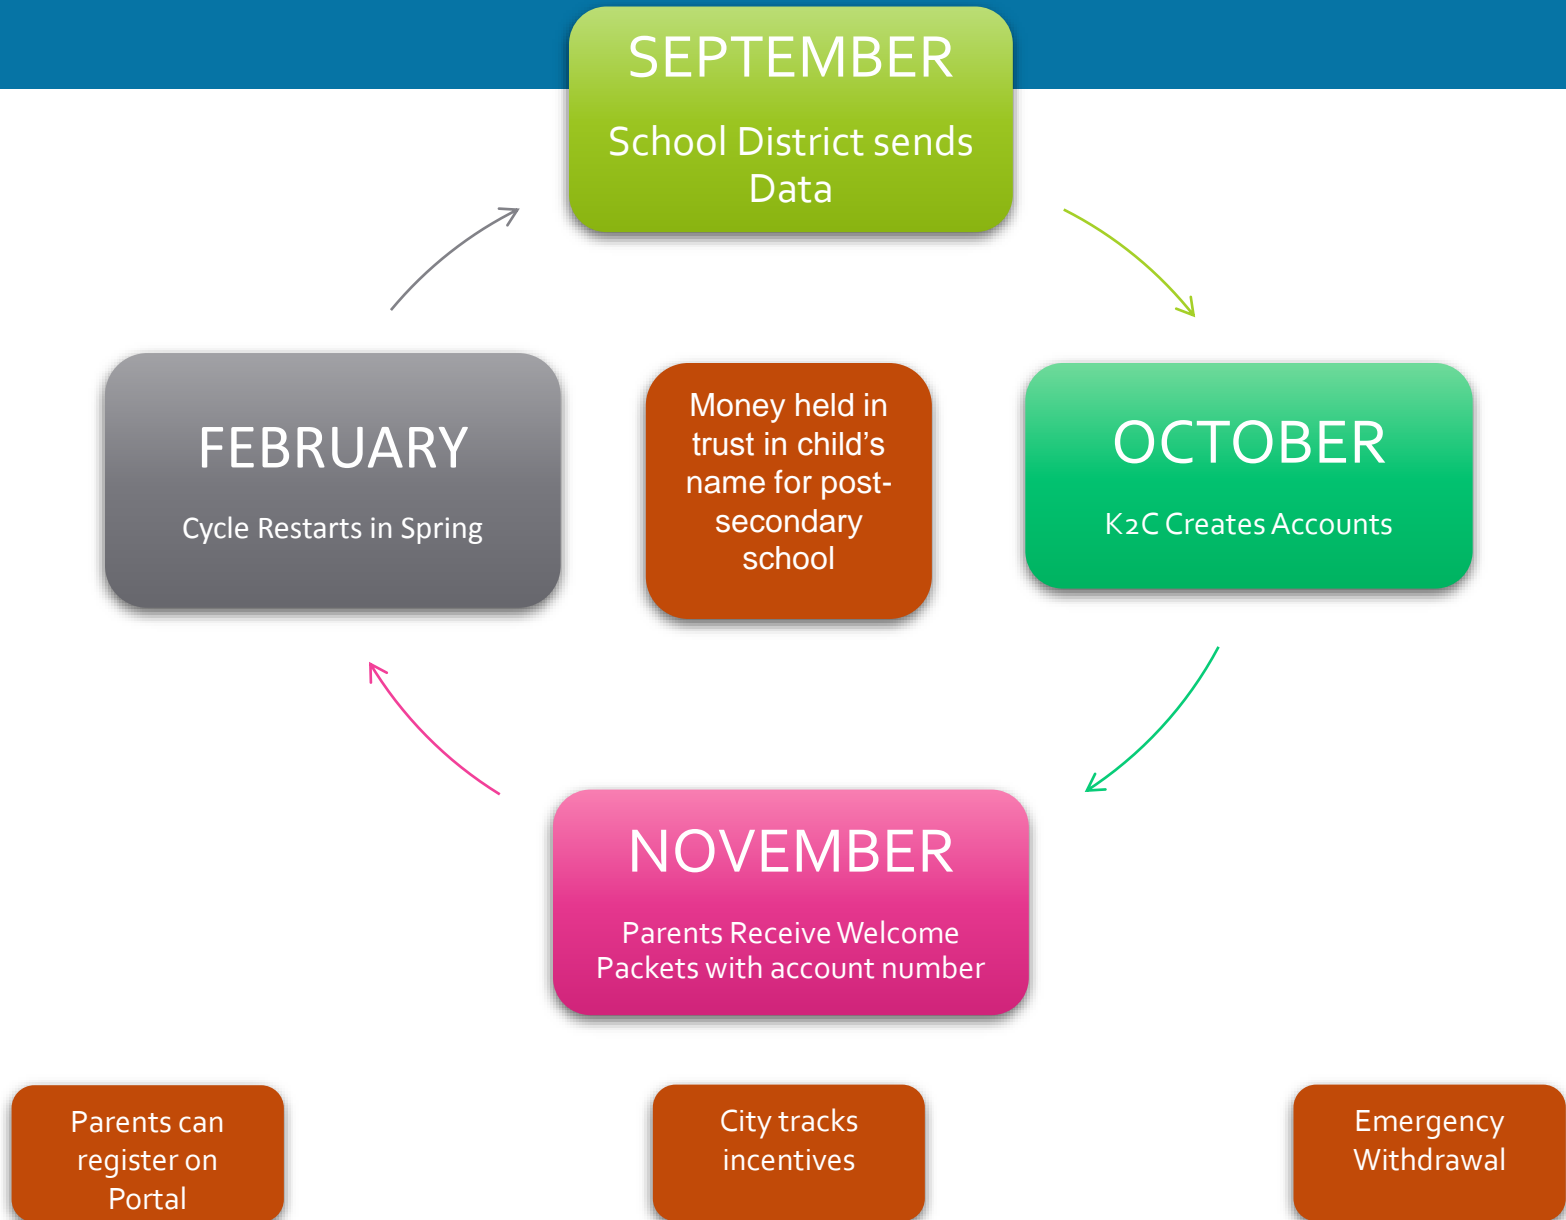 SEPTEMBER
School District sends
Data
FEBRUARY
Cycle Restarts in Spring
Money held in
trust in child’s
name for post-
secondary
school
OCTOBER
K2C Creates Accounts
NOVEMBER
Parents Receive Welcome
Packets with account number
Parents can
register on
Portal
City tracks
incentives
Emergency
Withdrawal